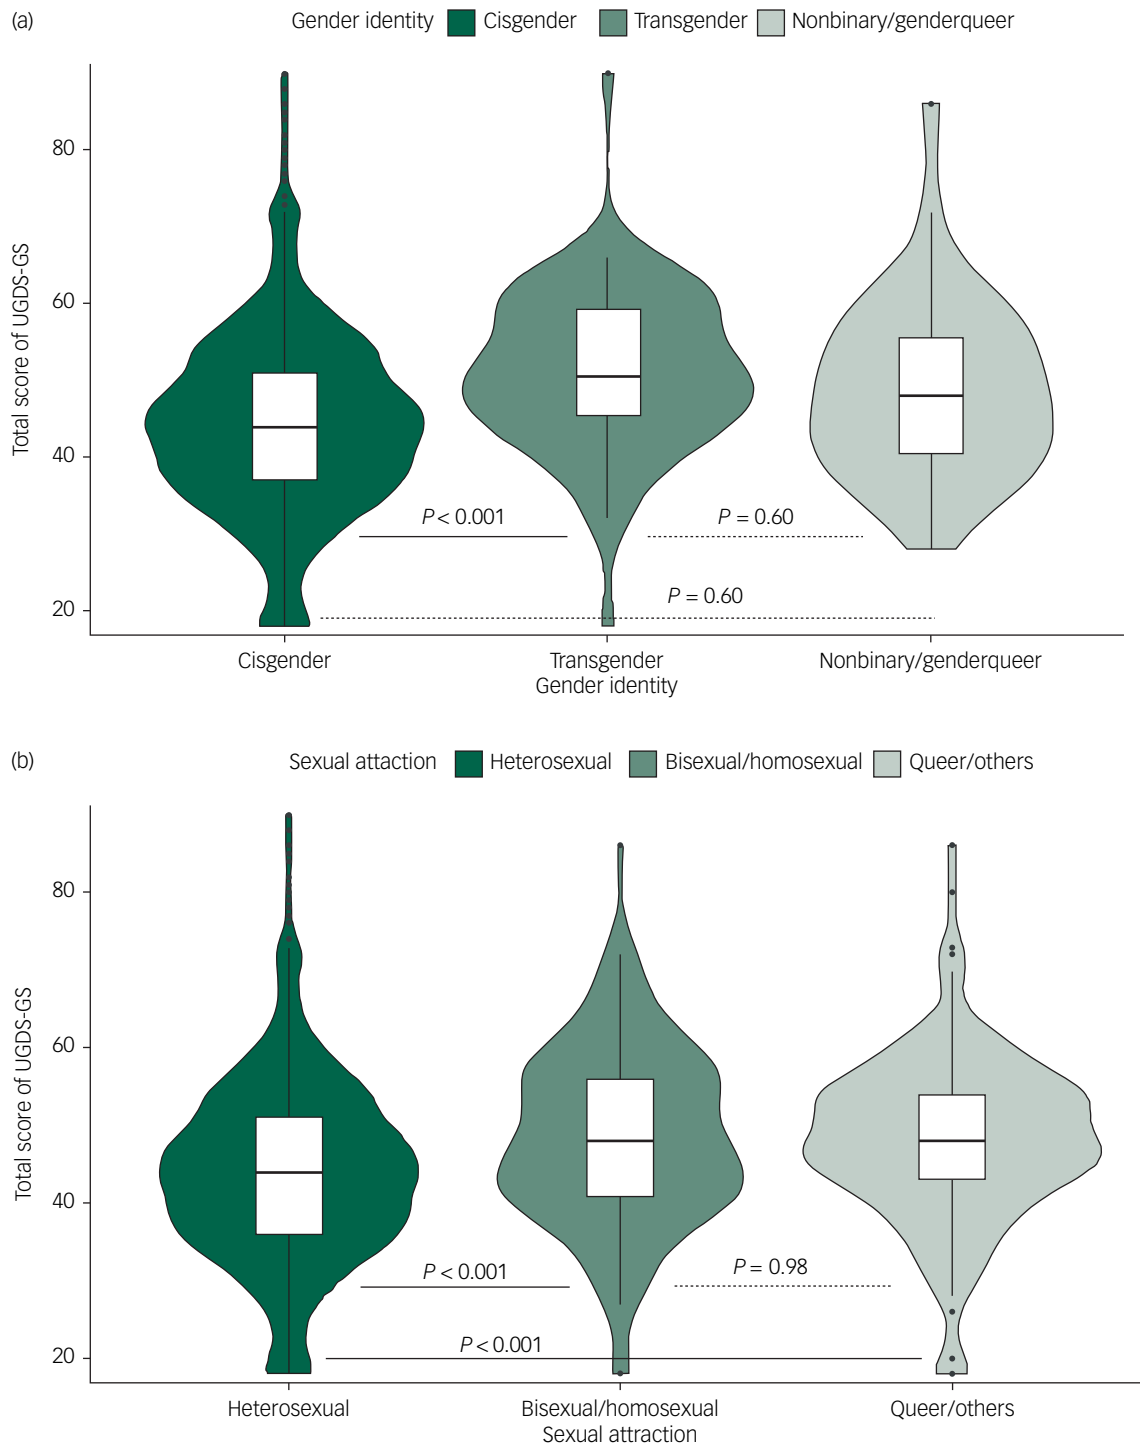 (a)
Gender identity Cisgender Transgender Nonbinary/genderqueer
Total score of UGDS-GS
80
60
40
20
P < 0.001
P = 0.60
P = 0.60
Cisgender Transgender Nonbinary/genderqueer
Gender identity
(b)
Sexual attaction Heterosexual Bisexual/homosexual Queer/others
Total score of UGDS-GS
80
60
40
20
P < 0.001
P = 0.98
P < 0.001
Heterosexual Bisexual/homosexual Queer/others
Sexual attraction